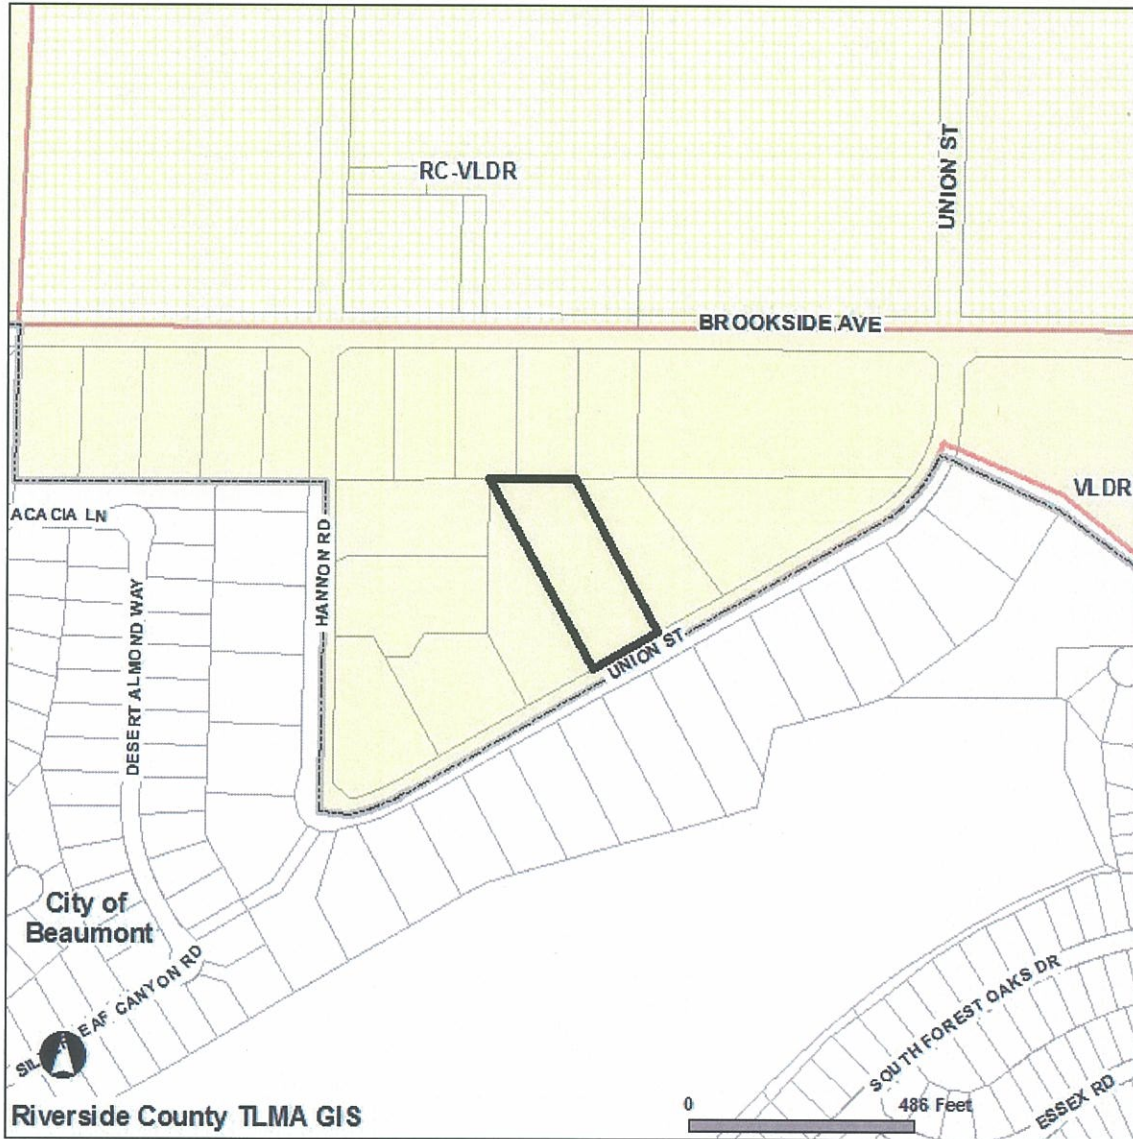 RC-VLDR
UNION ST
BROOKSIDE AVE
VLDR
ACACIA LN
HANNON RD
DESERT ALMOND WAY
UNION ST
City of
Beaumont
CANYON RD
SOUTH FOREST OAKS DR
ESSEX RD
Riverside County TLMA GIS
0
486 Feet